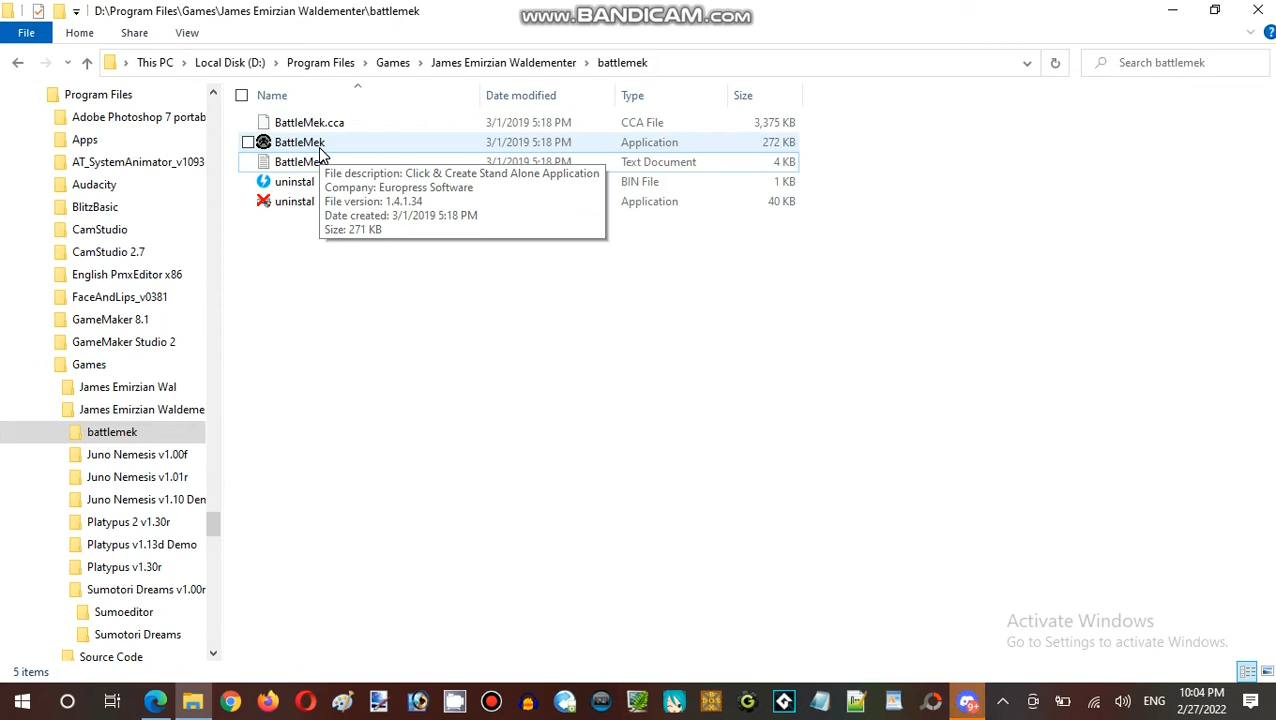 D:\Program Files\Games\James Emirzian Waldementer\battlemek
www.BANDICAM.com
File
Home
Share
View
This PC
Local Disk (D:)
Program Files
Games
James Emirzian Waldementer
battlemek
Search battlemek
Program Files
Adobe Photoshop 7 portab
Apps
AT_SystemAnimator_v1093
Audacity
BlitzBasic
CamStudio
CamStudio 2.7
English PmxEditor x86
FaceAndLips_v0381
GameMaker 8.1
GameMaker Studio 2
Games
James Emirzian Wal
James Emirzian Waldeme
battlemek
Juno Nemesis v1.00f
Juno Nemesis v1.01r
Juno Nemesis v1.10 Den
Platypus 2 v1.30r
Platypus v1.13d Demo
Platypus v1.30r
Sumotori Dreams v1.00r
Sumoeditor
Sumotori Dreams
Source Code
Name Date modified Type Size
BattleMek.cca 3/1/2019 5:18 PM CCA File 3,375 KB
BattleMek 3/1/2019 5:18 PM Application 272 KB
BattleMek 3/1/2019 5:18 PM Text Document 4 KB
uninstal BIN File 1 KB
uninstal Application 40 KB
File description: Click & Create Stand Alone Application
Company: Europress Software
File version: 1.4.1.34
Date created: 3/1/2019 5:18 PM
Size: 271 KB
Activate Windows
Go to Settings to activate Windows.
5 items
9+
ENG
10:04 PM
2/27/2022